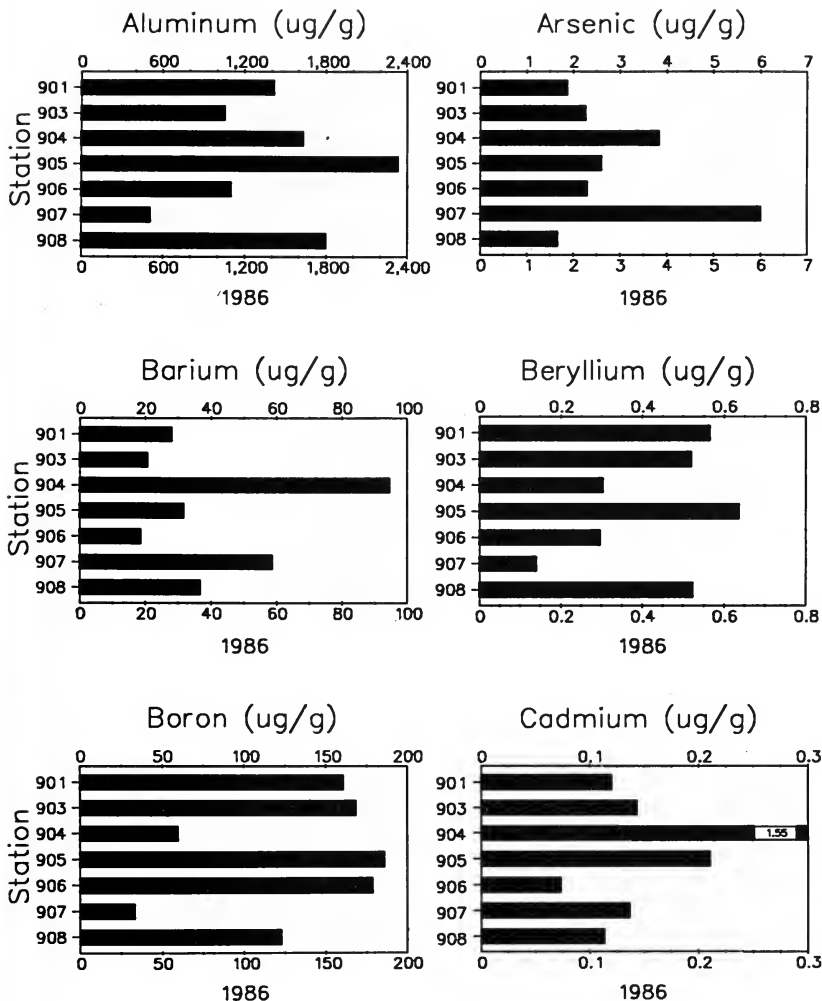 Aluminum (ug/g)
0 600 1,200 1,800 2,400
Station
901
903
904
905
906
907
908
0 600 1,200 1,800 2,400
1986
Arsenic (ug/g)
0 1 2 3 4 5 6 7
901
903
904
905
906
907
908
0 1 2 3 4 5 6 7
1986
Barium (ug/g)
0 20 40 60 80 100
Station
901
903
904
905
906
907
908
0 20 40 60 80 100
1986
Beryllium (ug/g)
0 0.2 0.4 0.6 0.8
901
903
904
905
906
907
908
0 0.2 0.4 0.6 0.8
1986
Boron (ug/g)
0 50 100 150 200
Station
901
903
904
905
906
907
908
0 50 100 150 200
1986
Cadmium (ug/g)
0 0.1 0.2 0.3
901
903
904
1.55
905
906
907
908
0 0.1 0.2 0.3
1986